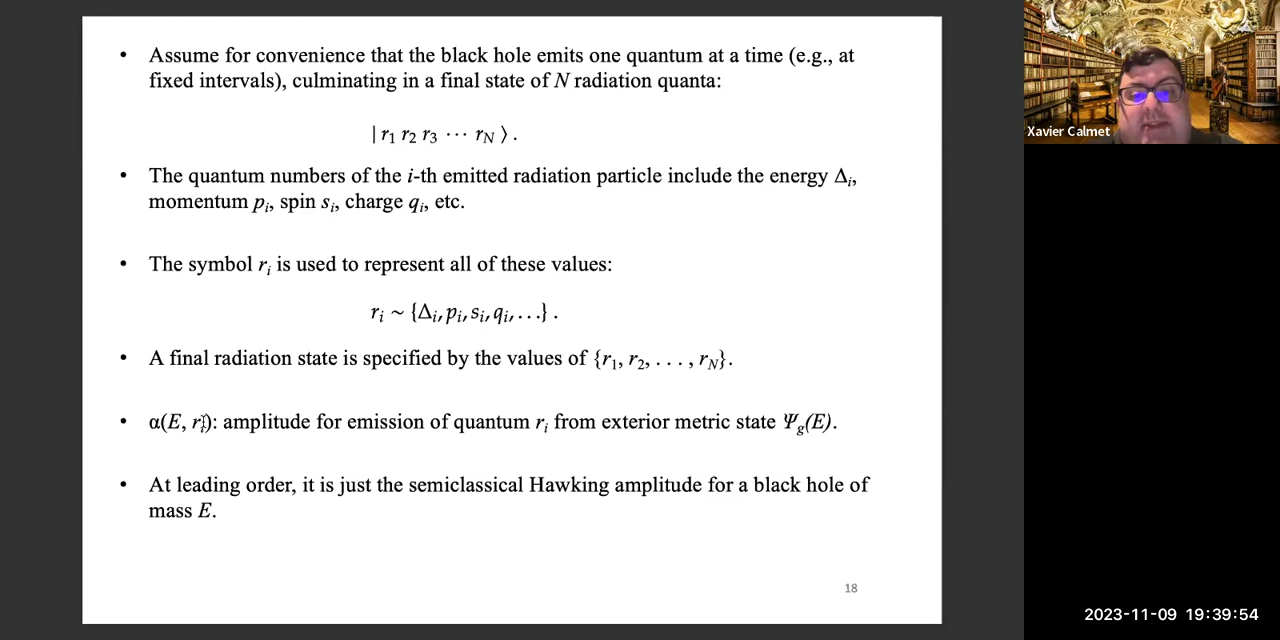 • Assume for convenience that the black hole emits one quantum at a time (e.g., at
fixed intervals), culminating in a final state of N radiation quanta:
| r₁ r₂ r₃ ⋯ r_N ⟩ .
• The quantum numbers of the i-th emitted radiation particle include the energy Δᵢ,
momentum pᵢ, spin sᵢ, charge qᵢ, etc.
• The symbol rᵢ is used to represent all of these values:
rᵢ ~ {Δᵢ, pᵢ, sᵢ, qᵢ, . . .} .
• A final radiation state is specified by the values of {r₁, r₂, . . . , r_N}.
• α(E, rᵢ): amplitude for emission of quantum rᵢ from exterior metric state Ψ_g(E).
• At leading order, it is just the semiclassical Hawking amplitude for a black hole of
mass E.
18
Xavier Calmet
2023-11-09 19:39:54